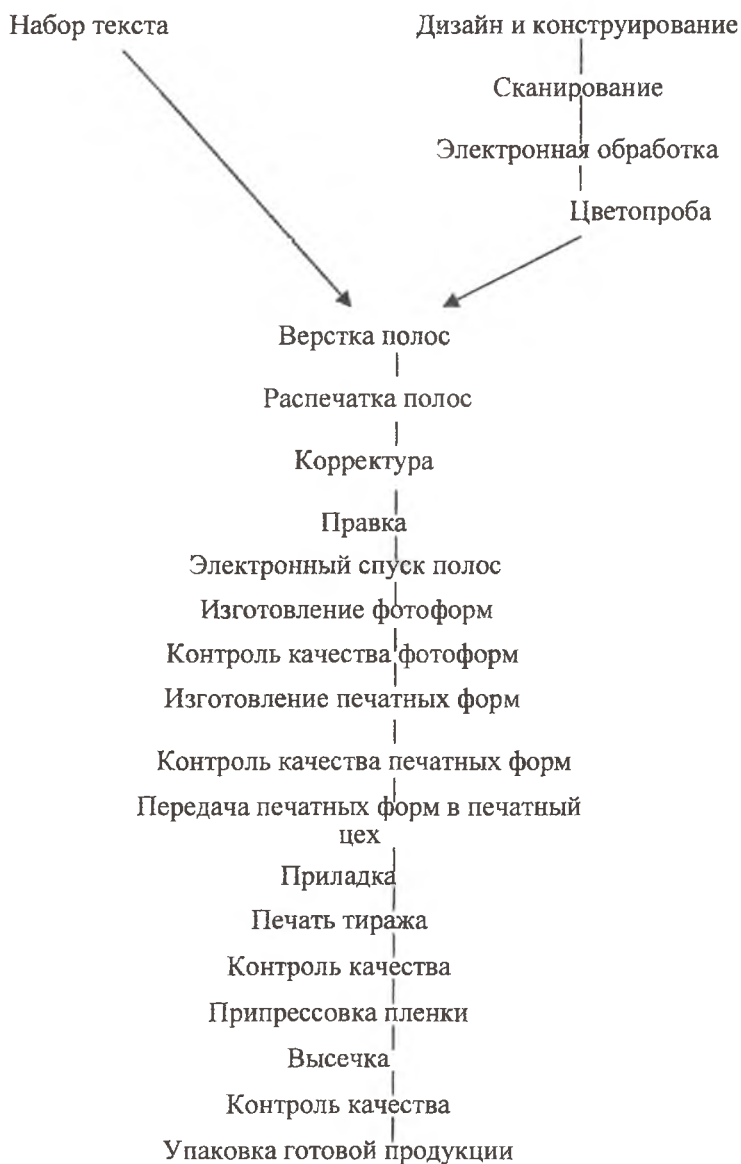 Набор текста
Дизайн и конструирование
Сканирование
Электронная обработка
Цветопроба
Верстка полос
Распечатка полос
Корректура
Правка
Электронный спуск полос
Изготовление фотоформ
Контроль качества фотоформ
Изготовление печатных форм
Контроль качества печатных форм
Передача печатных форм в печатный
цех
Приладка
Печать тиража
Контроль качества
Припрессовка пленки
Высечка
Контроль качества
Упаковка готовой продукции